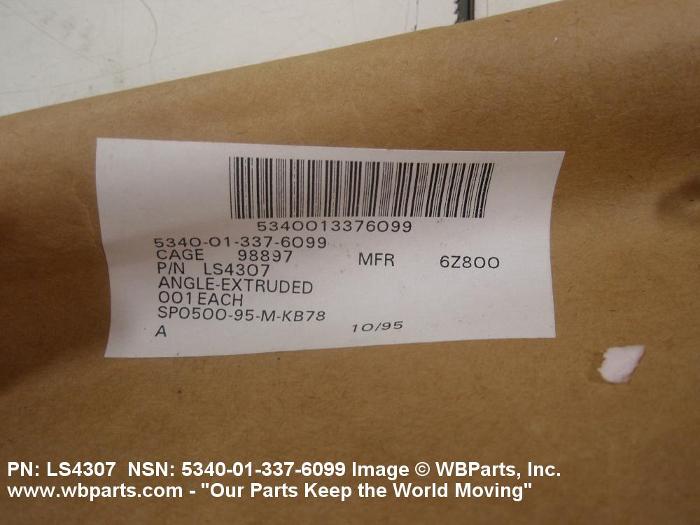 5340013376099
5340-01-337-6099
CAGE 98897 MFR 6Z800
P/N LS4307
ANGLE-EXTRUDED
001EACH
SP0500-95-M-KB78
A 10/95
PN: LS4307 NSN: 5340-01-337-6099 Image © WBParts, Inc.
www.wbparts.com - "Our Parts Keep the World Moving"